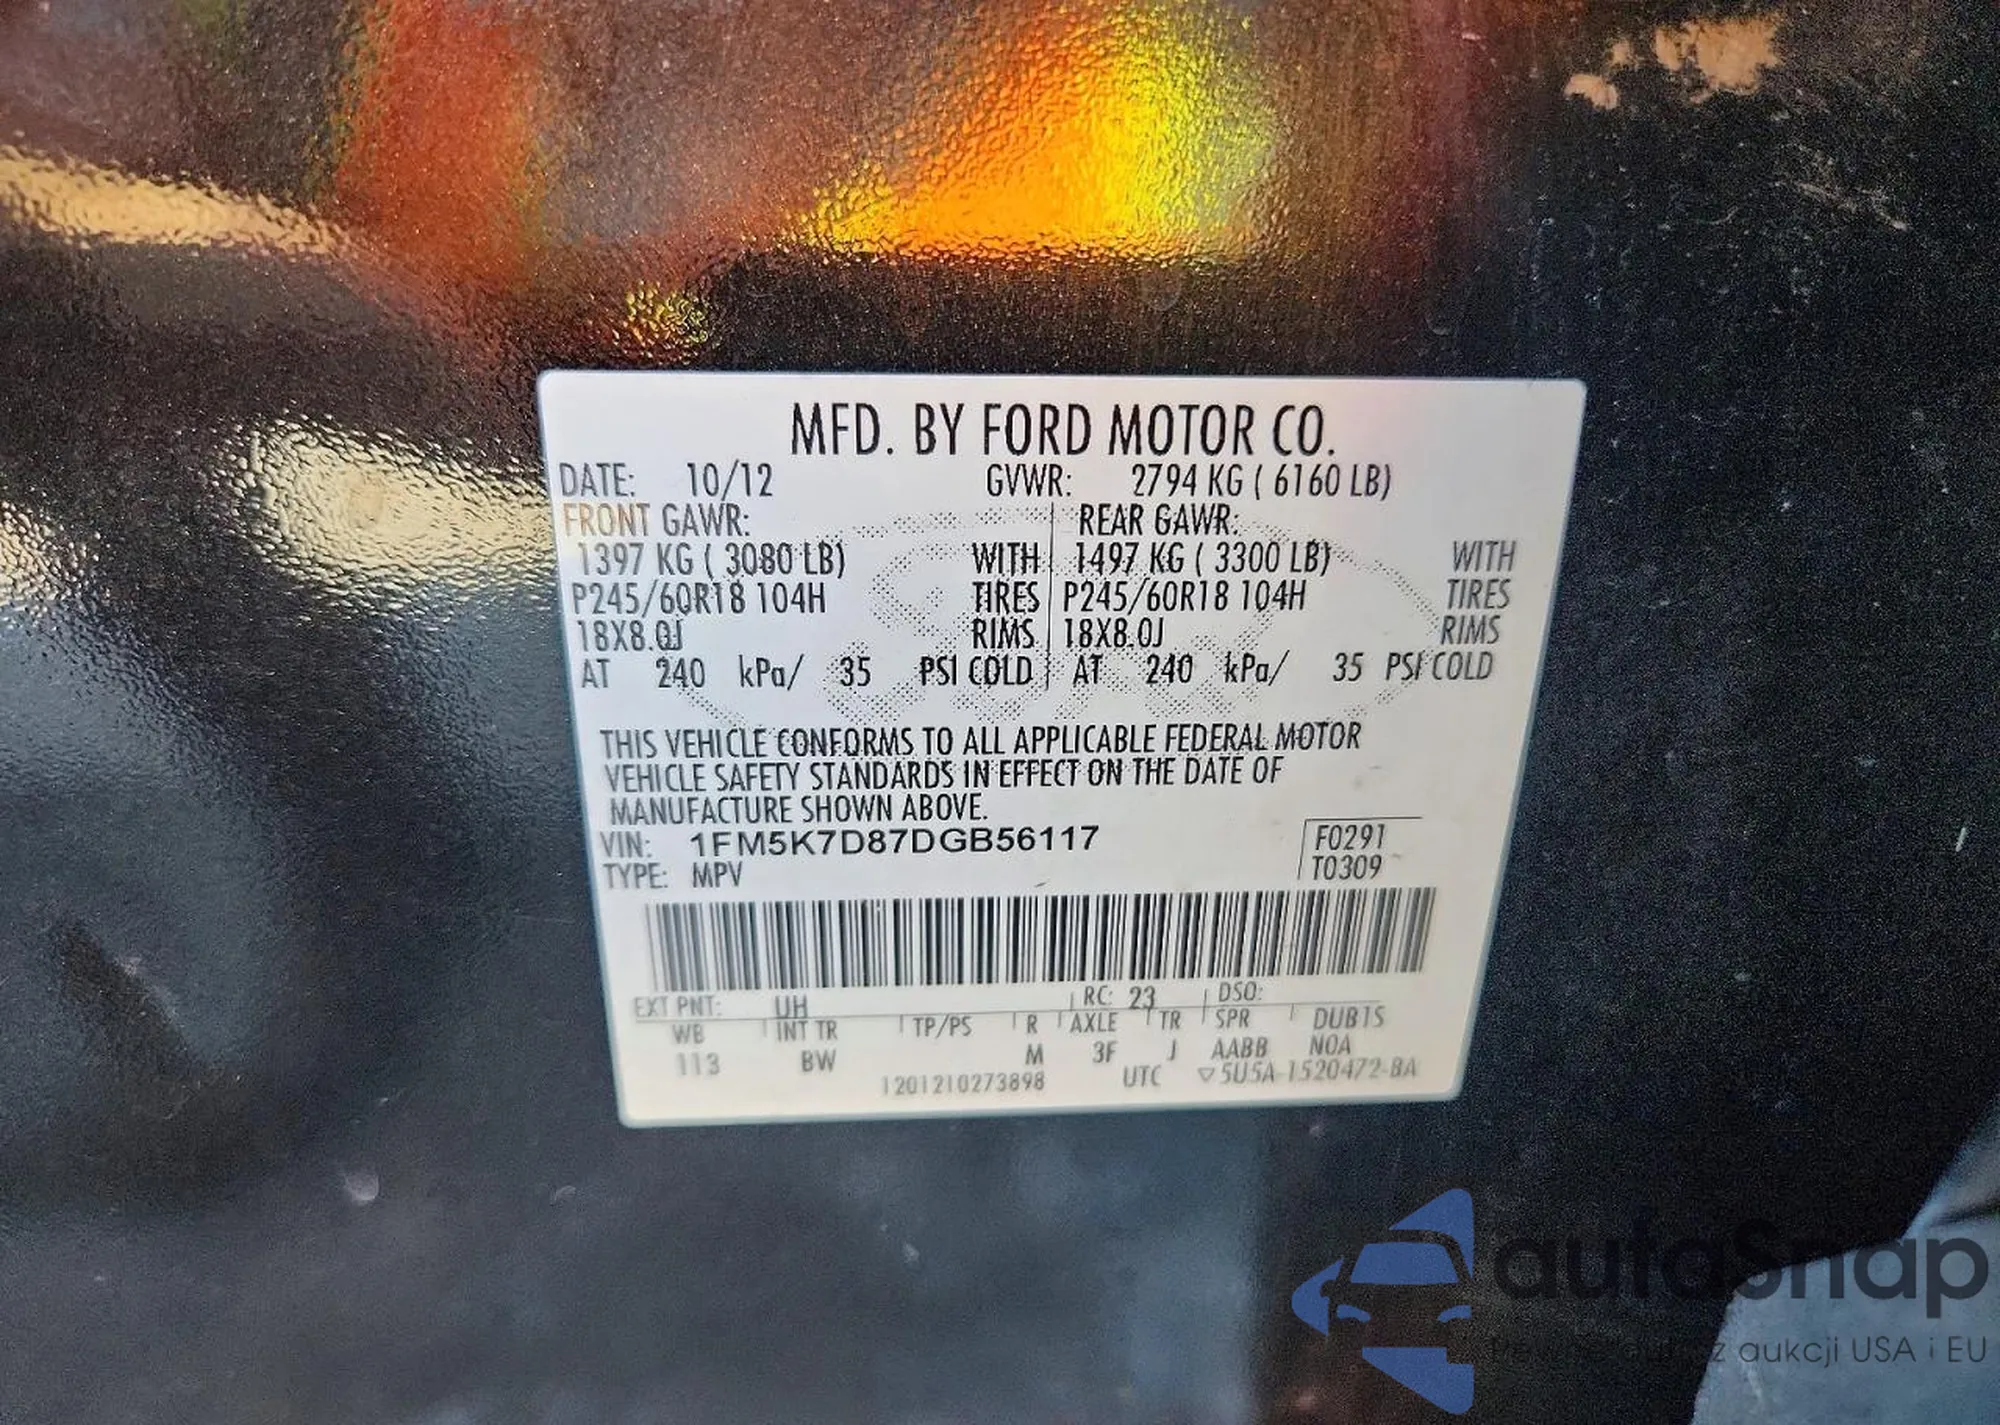 MFD. BY FORD MOTOR CO.
DATE: 10/12 GVWR: 2794 KG ( 6160 LB)
FRONT GAWR: REAR GAWR:
1397 KG ( 3080 LB) WITH 1497 KG ( 3300 LB) WITH
P245/60R18 104H TIRES P245/60R18 104H TIRES
18X8.0J RIMS 18X8.0J RIMS
AT 240 kPa/ 35 PSI COLD AT 240 kPa/ 35 PSI COLD
THIS VEHICLE CONFORMS TO ALL APPLICABLE FEDERAL MOTOR
VEHICLE SAFETY STANDARDS IN EFFECT ON THE DATE OF
MANUFACTURE SHOWN ABOVE.
VIN: 1FM5K7D87DGB56117 F0291
TYPE: MPV T0309
EXT PNT: UH RC: 23 DSO:
WB INT TR TP/PS R AXLE TR SPR DUB1S
113 BW M 3F J AABB NOA
1201210273898 UTC ▽5U5A-1520472-BA
autoSnap
aukcji USA i EU